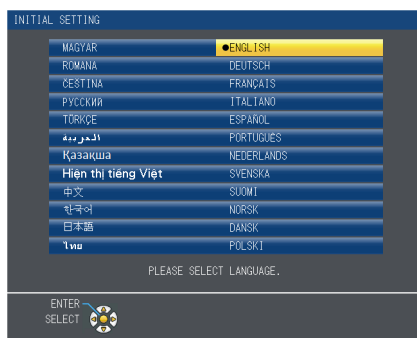 INITIAL SETTING
MAGYAR ●ENGLISH
ROMÂNA DEUTSCH
ČEŠTINA FRANÇAIS
РУССКИЙ ITALIANO
TÜRKÇE ESPAÑOL
العربية PORTUGUÊS
Қазақша NEDERLANDS
Hiện thị tiếng Việt SVENSKA
中文 SUOMI
한국어 NORSK
日本語 DANSK
ไทย POLSKI
PLEASE SELECT LANGUAGE.
ENTER
SELECT